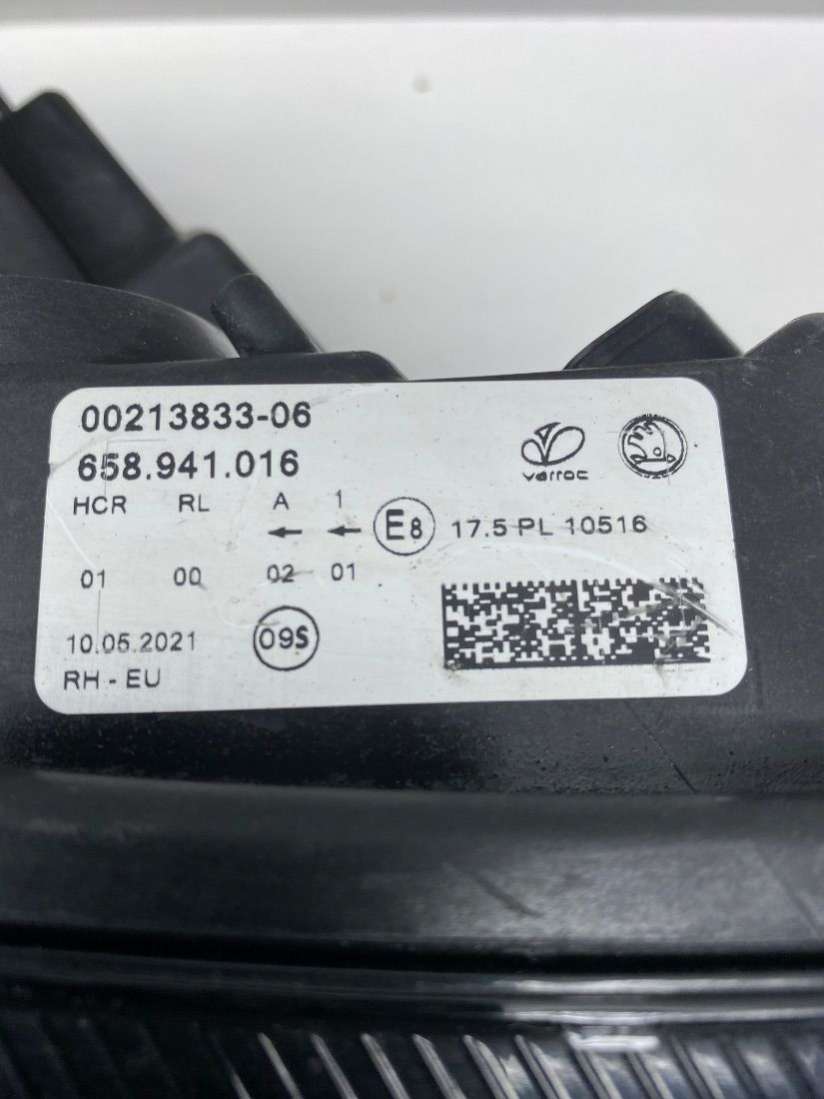 00213833-06
658.941.016
varroc
HCR RL A 1
← ← E8 17.5 PL 10516
01 00 02 01
10.05.2021 09S
RH - EU